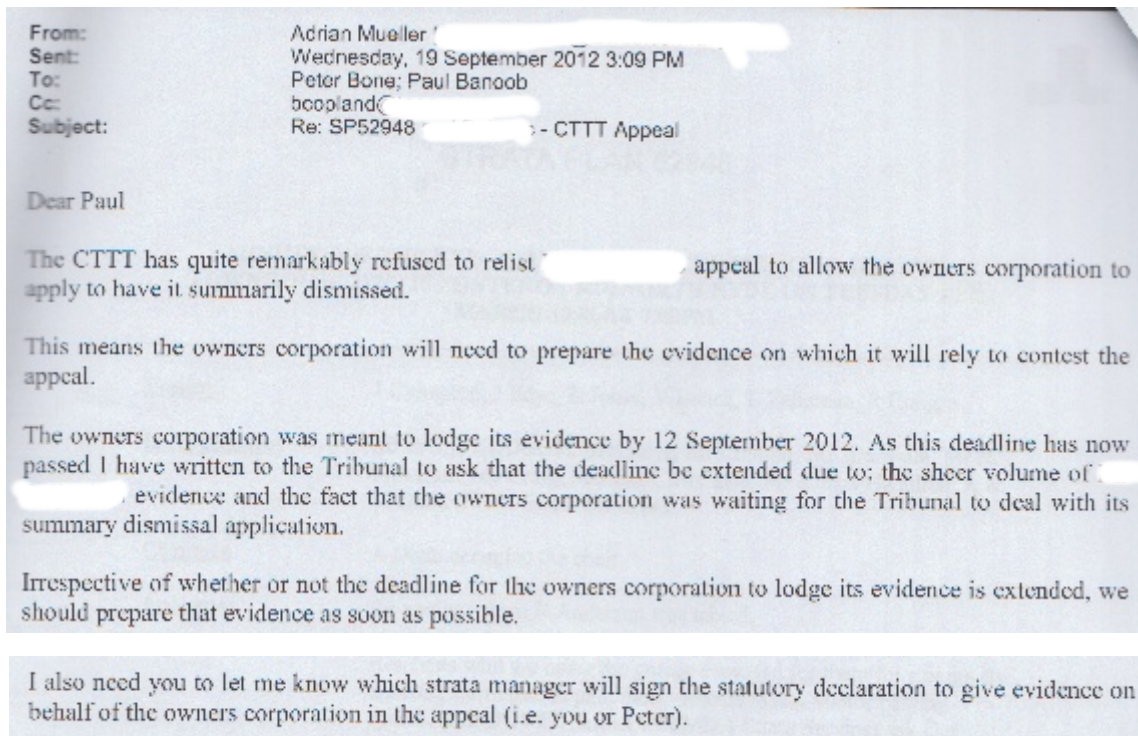 From: Adrian Mueller
Sent: Wednesday, 19 September 2012 3:09 PM
To: Peter Bone; Paul Banoob
Cc: bcopland@
Subject: Re: SP52948 - CTTT Appeal
STRATA PLAN 52948
Dear Paul
The CTTT has quite remarkably refused to relist appeal to allow the owners corporation to
apply to have it summarily dismissed.
This means the owners corporation will need to prepare the evidence on which it will rely to contest the
appeal.
The owners corporation was meant to lodge its evidence by 12 September 2012. As this deadline has now
passed I have written to the Tribunal to ask that the deadline be extended due to; the sheer volume of
evidence and the fact that the owners corporation was waiting for the Tribunal to deal with its
summary dismissal application.
Irrespective of whether or not the deadline for the owners corporation to lodge its evidence is extended, we
should prepare that evidence as soon as possible.
I also need you to let me know which strata manager will sign the statutory declaration to give evidence on
behalf of the owners corporation in the appeal (i.e. you or Peter).